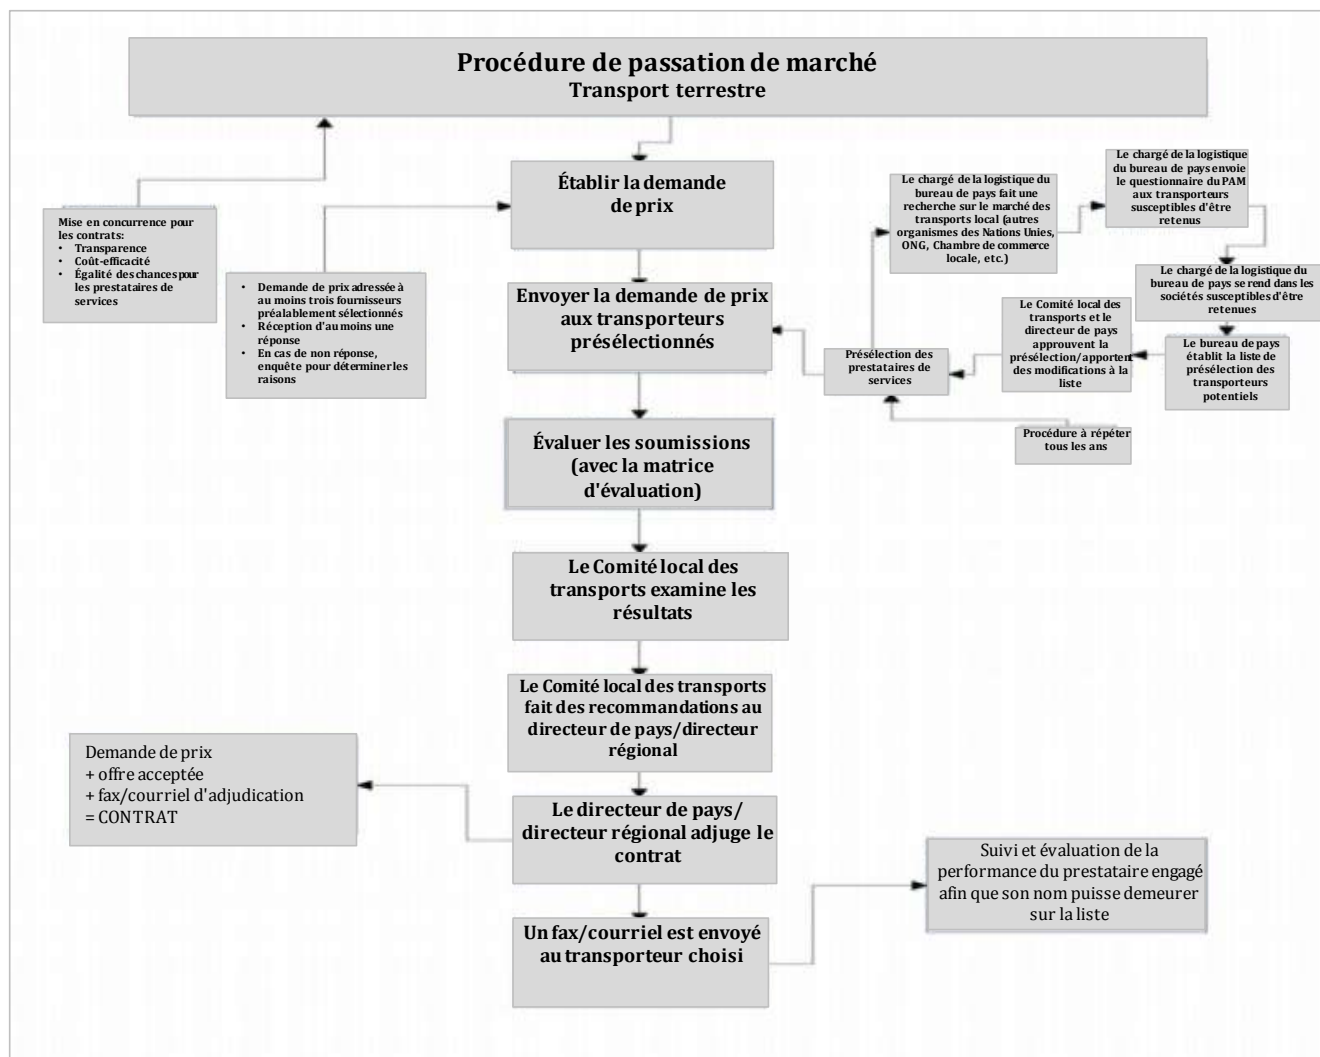 Procédure de passation de marché
Transport terrestre
Établir la demande
de prix
Mise en concurrence pour
les contrats:
• Transparence
• Coût-efficacité
• Égalité des chances pour
les prestataires de
services
• Demande de prix adressée à
au moins trois fournisseurs
préalablement sélectionnés
• Réception d'au moins une
réponse
• En cas de non réponse,
enquête pour déterminer les
raisons
Envoyer la demande de prix
aux transporteurs
présélectionnés
Le chargé de la logistique du
bureau de pays fait une
recherche sur le marché des
transports local (autres
organismes des Nations Unies,
ONG, Chambre de commerce
locale, etc.)
Le chargé de la logistique
du bureau de pays envoie
le questionnaire du PAM
aux transporteurs
susceptibles d'être
retenus
Le chargé de la logistique du
bureau de pays se rend dans les
sociétés susceptibles d'être
retenues
Le bureau de pays
établit la liste de
présélection des
transporteurs
potentiels
Le Comité local des
transports et le
directeur de pays
approuvent la
présélection/apportent
des modifications à la
liste
Présélection des
prestataires de
services
Procédure à répéter
tous les ans
Évaluer les soumissions
(avec la matrice
d'évaluation)
Le Comité local des
transports examine les
résultats
Le Comité local des transports
fait des recommandations au
directeur de pays/directeur
régional
Le directeur de pays/
directeur régional adjuge le
contrat
Demande de prix
+ offre acceptée
+ fax/courriel d'adjudication
= CONTRAT
Un fax/courriel est envoyé
au transporteur choisi
Suivi et évaluation de la
performance du prestataire engagé
afin que son nom puisse demeurer
sur la liste